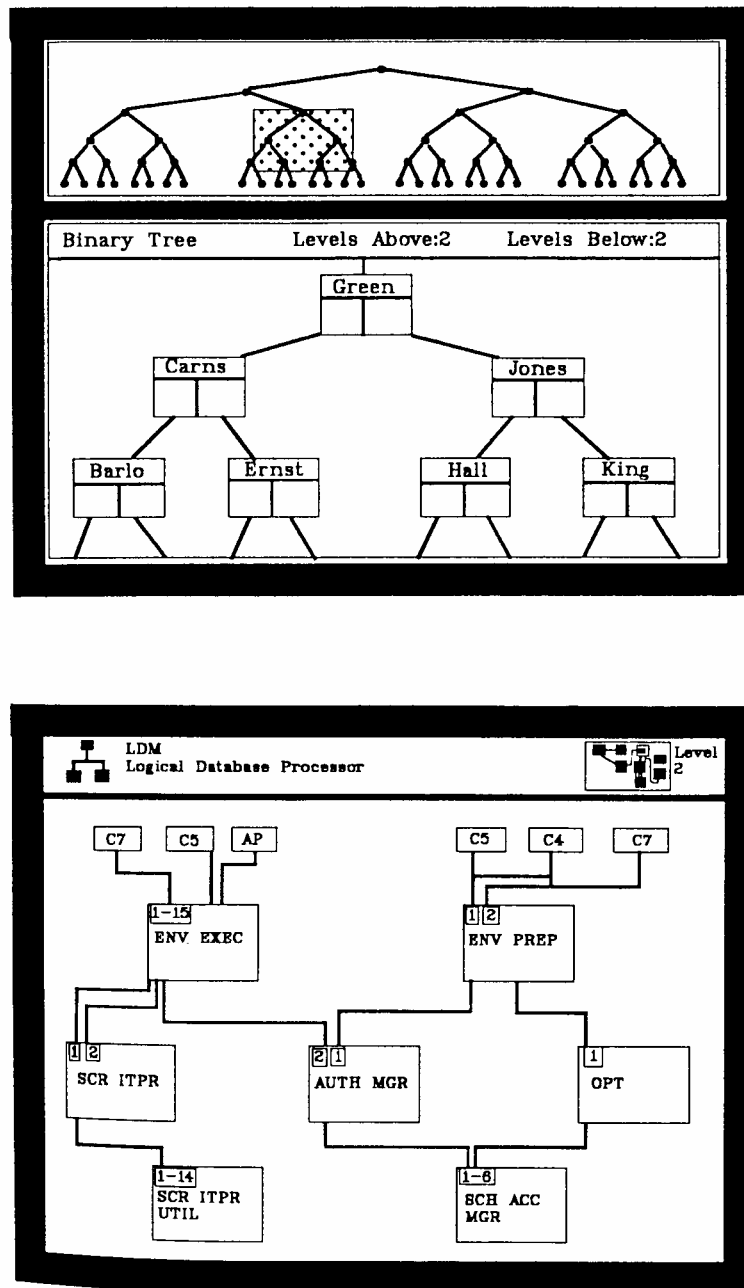 Binary Tree Levels Above:2 Levels Below:2
Green
Carns Jones
Barlo Ernst Hall King
LDM
Logical Database Processor
Level
2
C7 C5 AP C5 C4 C7
1-15 1 2
ENV EXEC ENV PREP
1 2 2 1 1
SCR ITPR AUTH MGR OPT
1-14 1-6
SCR ITPR SCH ACC
UTIL MGR